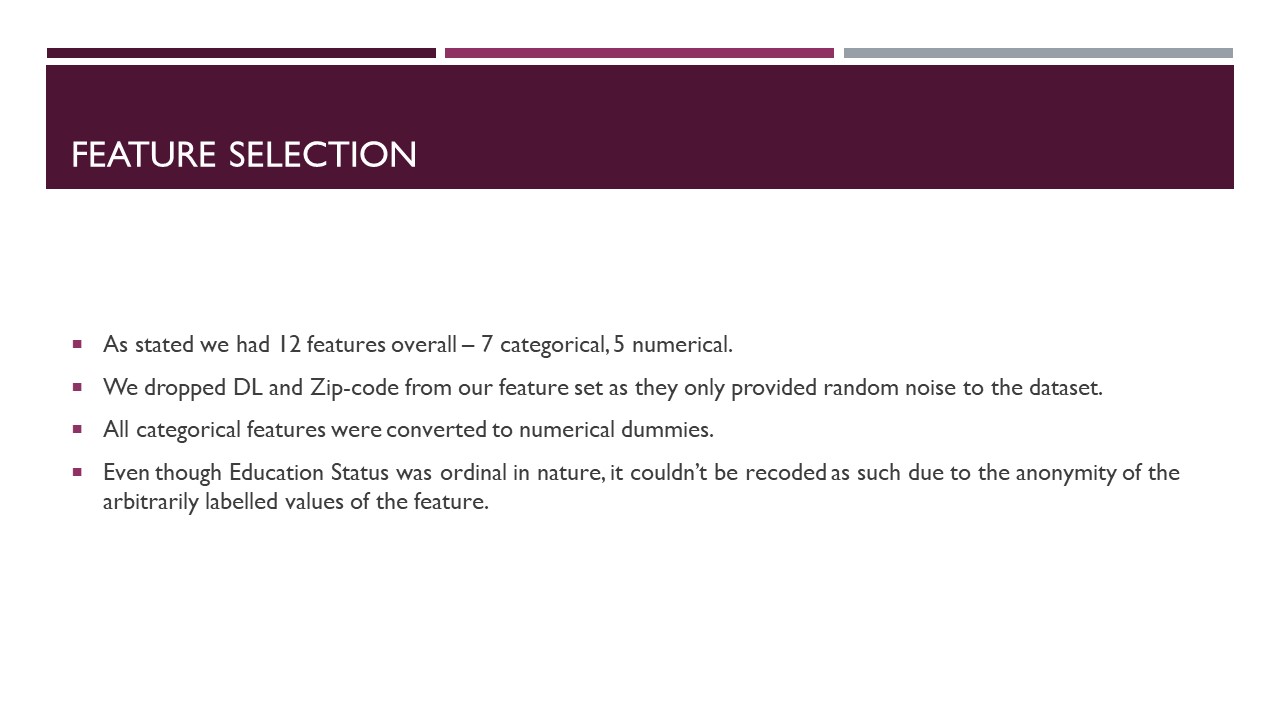 FEATURE SELECTION
As stated we had 12 features overall – 7 categorical, 5 numerical.
We dropped DL and Zip-code from our feature set as they only provided random noise to the dataset.
All categorical features were converted to numerical dummies.
Even though Education Status was ordinal in nature, it couldn’t be recoded as such due to the anonymity of the
arbitrarily labelled values of the feature.